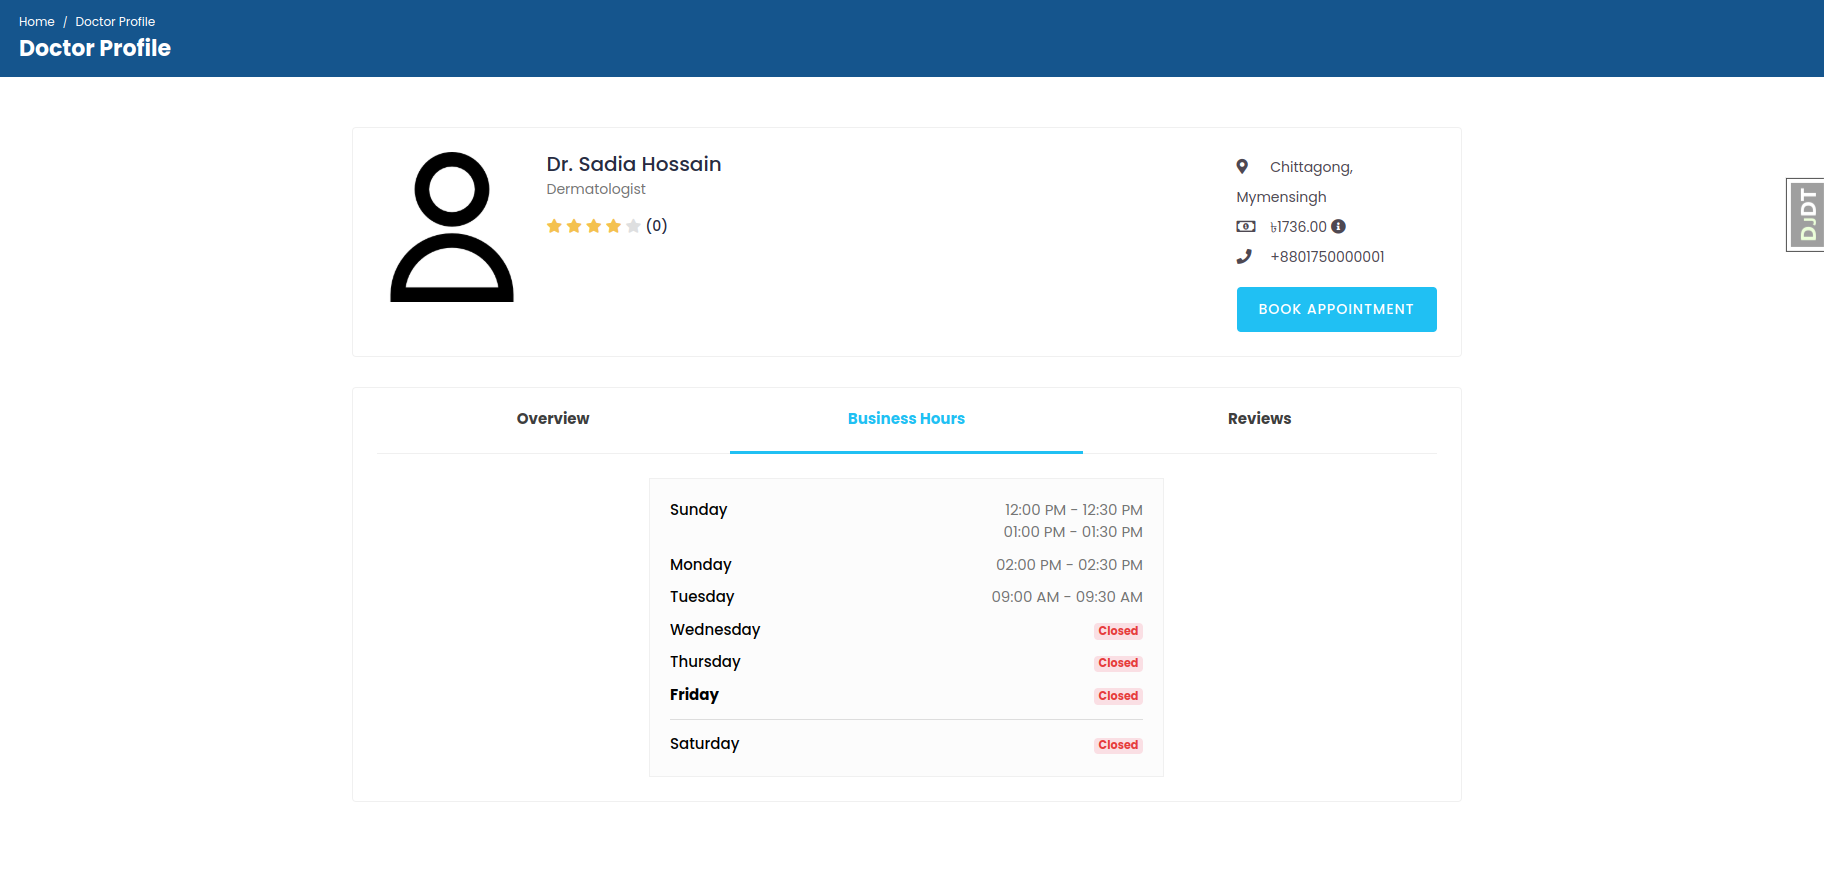 Home / Doctor Profile
Doctor Profile
Dr. Sadia Hossain
Dermatologist
(0)
Chittagong,
Mymensingh
৳1736.00
+8801750000001
BOOK APPOINTMENT
DJDT
Overview Business Hours Reviews
Sunday 12:00 PM - 12:30 PM
01:00 PM - 01:30 PM
Monday 02:00 PM - 02:30 PM
Tuesday 09:00 AM - 09:30 AM
Wednesday Closed
Thursday Closed
Friday Closed
Saturday Closed